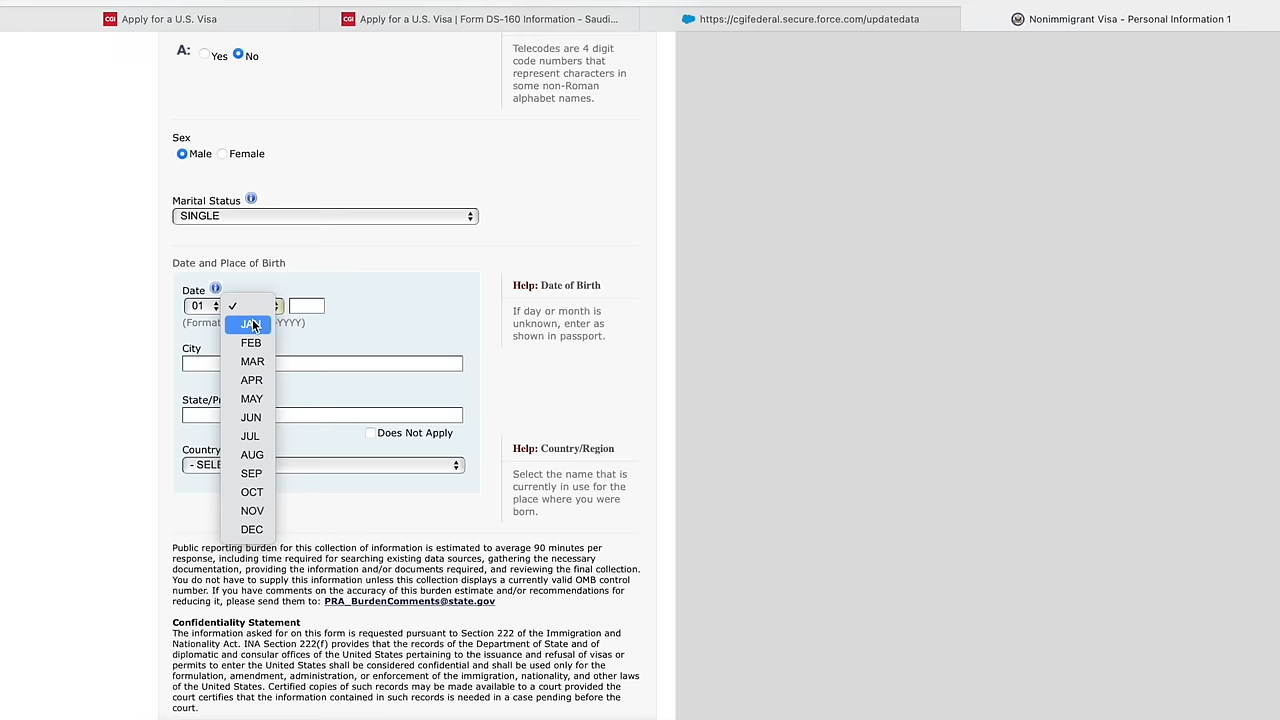 Apply for a U.S. Visa
Apply for a U.S. Visa | Form DS-160 Information - Saudi...
https://cgifederal.secure.force.com/updatedata
Nonimmigrant Visa - Personal Information 1
A: Yes No
Telecodes are 4 digit
code numbers that
represent characters in
some non-Roman
alphabet names.
Sex
Male Female
Marital Status
SINGLE
Date and Place of Birth
Date
01
(Format
YYYY)
JAN
FEB
MAR
APR
MAY
JUN
JUL
AUG
SEP
OCT
NOV
DEC
City
Does Not Apply
Country
Help: Date of Birth
If day or month is
unknown, enter as
shown in passport.
Help: Country/Region
Select the name that is
currently in use for the
place where you were
born.
Public reporting burden for this collection of information is estimated to average 90 minutes per
response, including time required for searching existing data sources, gathering the necessary
documentation, providing the information and/or documents required, and reviewing the final collection.
You do not have to supply this information unless this collection displays a currently valid OMB control
number. If you have comments on the accuracy of this burden estimate and/or recommendations for
reducing it, please send them to: PRA_BurdenComments@state.gov
Confidentiality Statement
The information asked for on this form is requested pursuant to Section 222 of the Immigration and
Nationality Act. INA Section 222(f) provides that the records of the Department of State and of
diplomatic and consular offices of the United States pertaining to the issuance and refusal of visas or
permits to enter the United States shall be considered confidential and shall be used only for the
formulation, amendment, administration, or enforcement of the immigration, nationality, and other laws
of the United States. Certified copies of such records may be made available to a court provided the
court certifies that the information contained in such records is needed in a case pending before the
court.